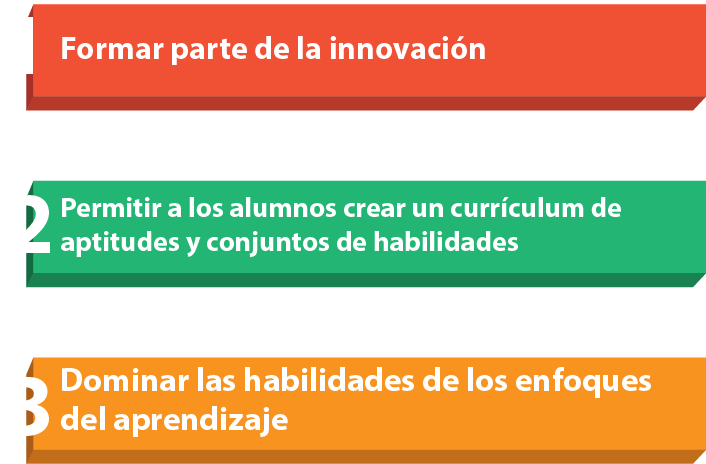 Formar parte de la innovación
2
Permitir a los alumnos crear un currículum de
aptitudes y conjuntos de habilidades
3
Dominar las habilidades de los enfoques
del aprendizaje